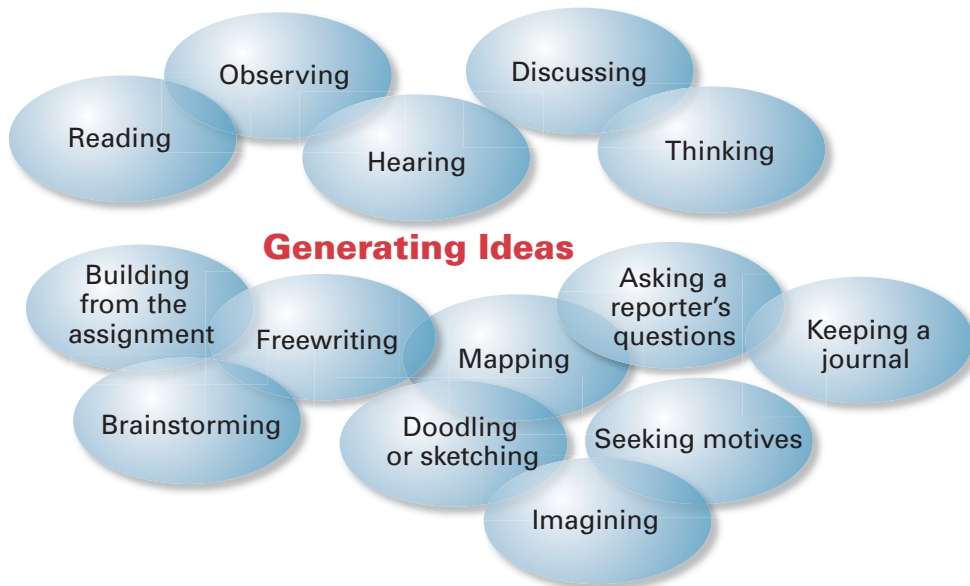 Observing
Discussing
Reading
Hearing
Thinking
Generating Ideas
Building
from the
assignment
Freewriting
Mapping
Asking a
reporter's
questions
Keeping a
journal
Brainstorming
Doodling
or sketching
Seeking motives
Imagining